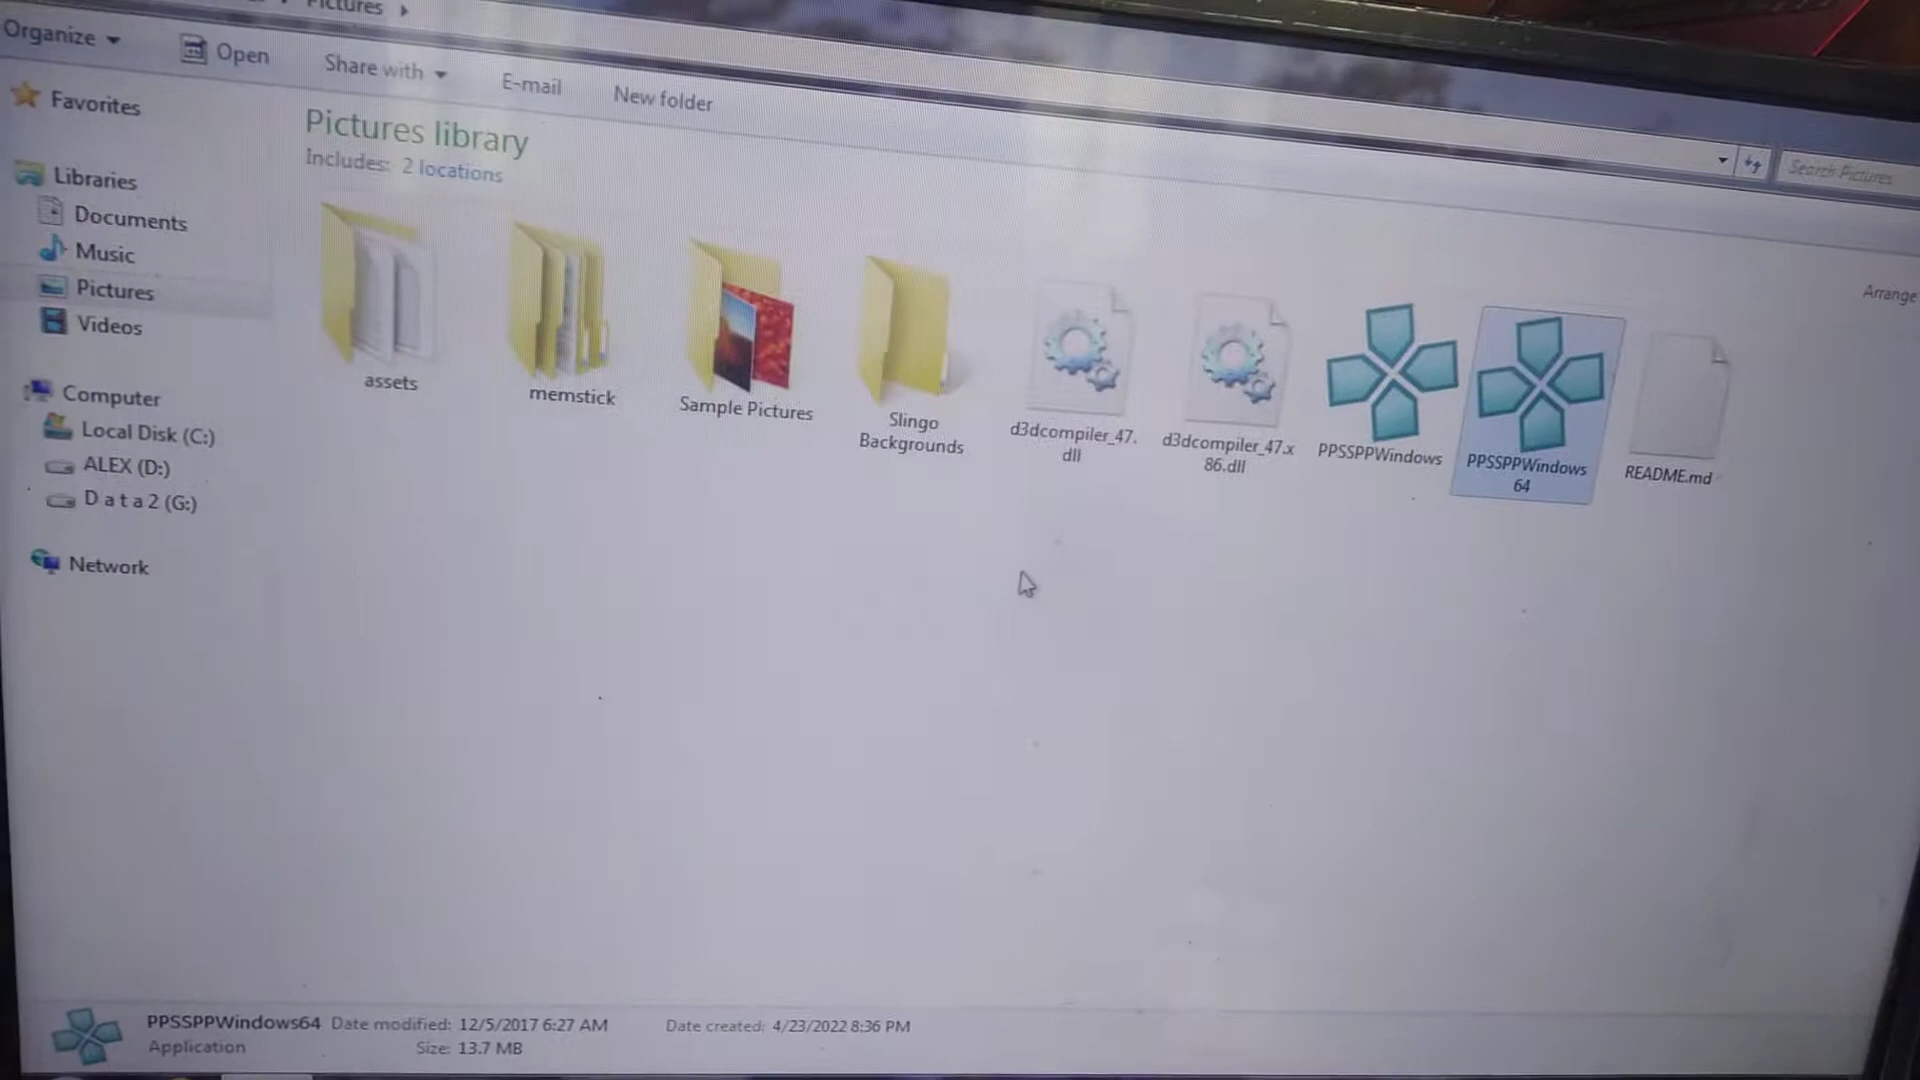 Pictures
Organize
Open
Share with
E-mail
New folder
Search Pictures
Favorites
Libraries
Documents
Music
Pictures
Videos
Computer
Local Disk (C:)
ALEX (D:)
Data2 (G:)
Network
Pictures library
Includes: 2 locations
Arrange
assets
memstick
Sample Pictures
Slingo
Backgrounds
d3dcompiler_47.
dll
d3dcompiler_47.x
86.dll
PPSSPPWindows
PPSSPPWindows
64
README.md
PPSSPPWindows64 Date modified: 12/5/2017 6:27 AM Date created: 4/23/2022 8:36 PM
Application Size: 13.7 MB